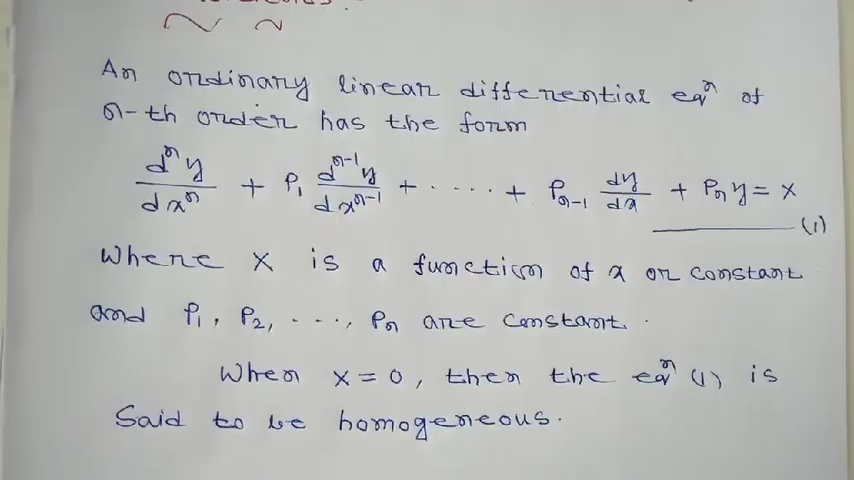 An ordinary linear differential eqⁿ of
n-th order has the form
dⁿy/dxⁿ + P₁ dⁿ⁻¹y/dxⁿ⁻¹ + ..... + Pₙ₋₁ dy/dx + Pₙy = X
(1)
Where X is a function of x or constant
and P₁, P₂, ...., Pₙ are constant.
When X = 0, then the eqⁿ (1) is
Said to be homogeneous.